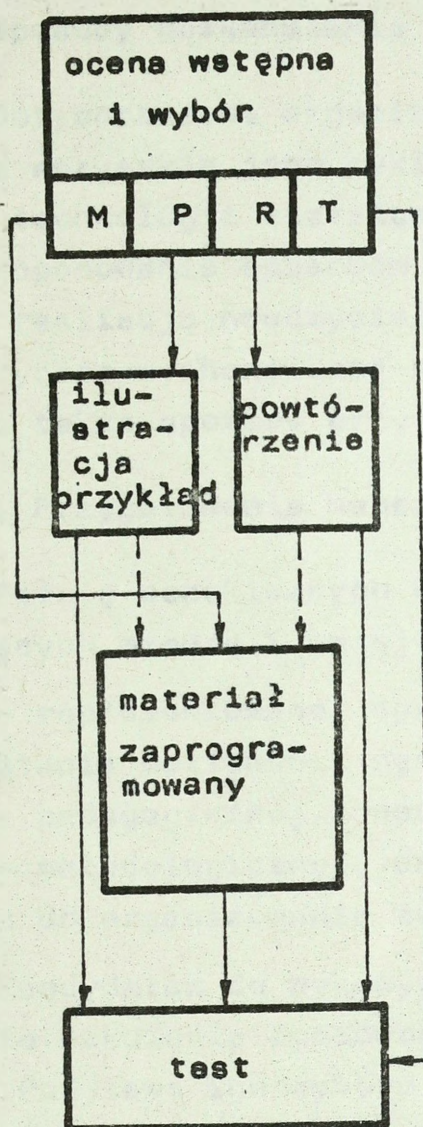 ocena wstępna
i wybór
M P R T
ilu-
stra-
cja
przykład
powtó-
rzenie
materiał
zaprogra-
mowany
test